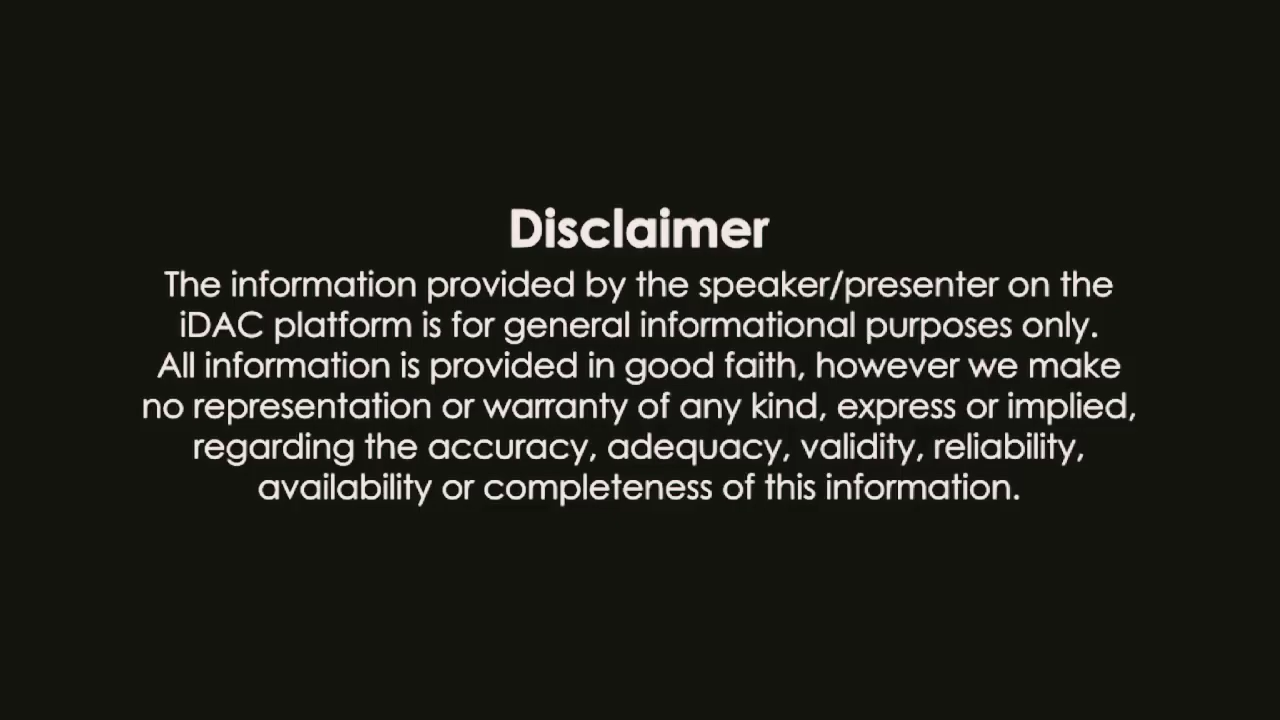 Disclaimer
The information provided by the speaker/presenter on the
iDAC platform is for general informational purposes only.
All information is provided in good faith, however we make
no representation or warranty of any kind, express or implied,
regarding the accuracy, adequacy, validity, reliability,
availability or completeness of this information.